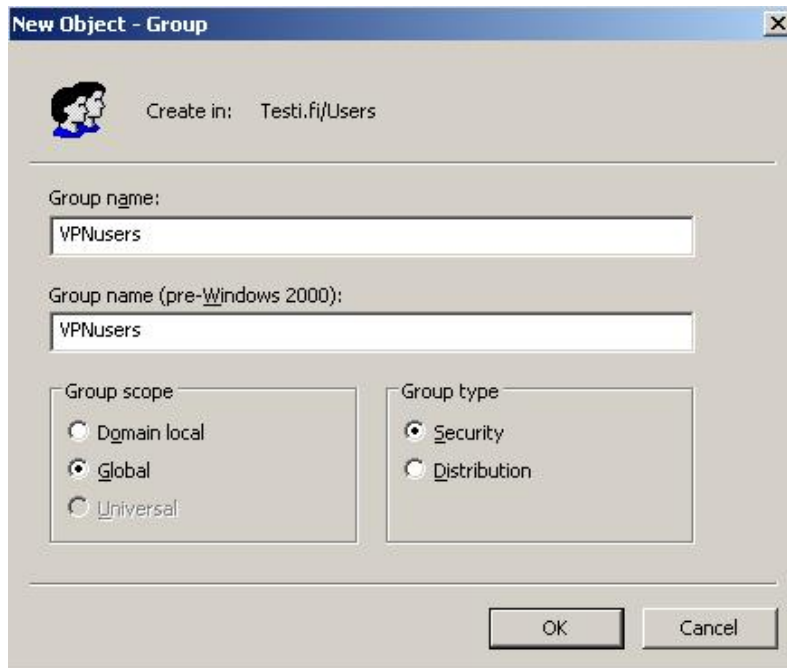 New Object - Group
Create in: Testi.fi/Users
Group name:
VPNusers
Group name (pre-Windows 2000):
VPNusers
Group scope
Domain local
Global
Universal
Group type
Security
Distribution
OK
Cancel